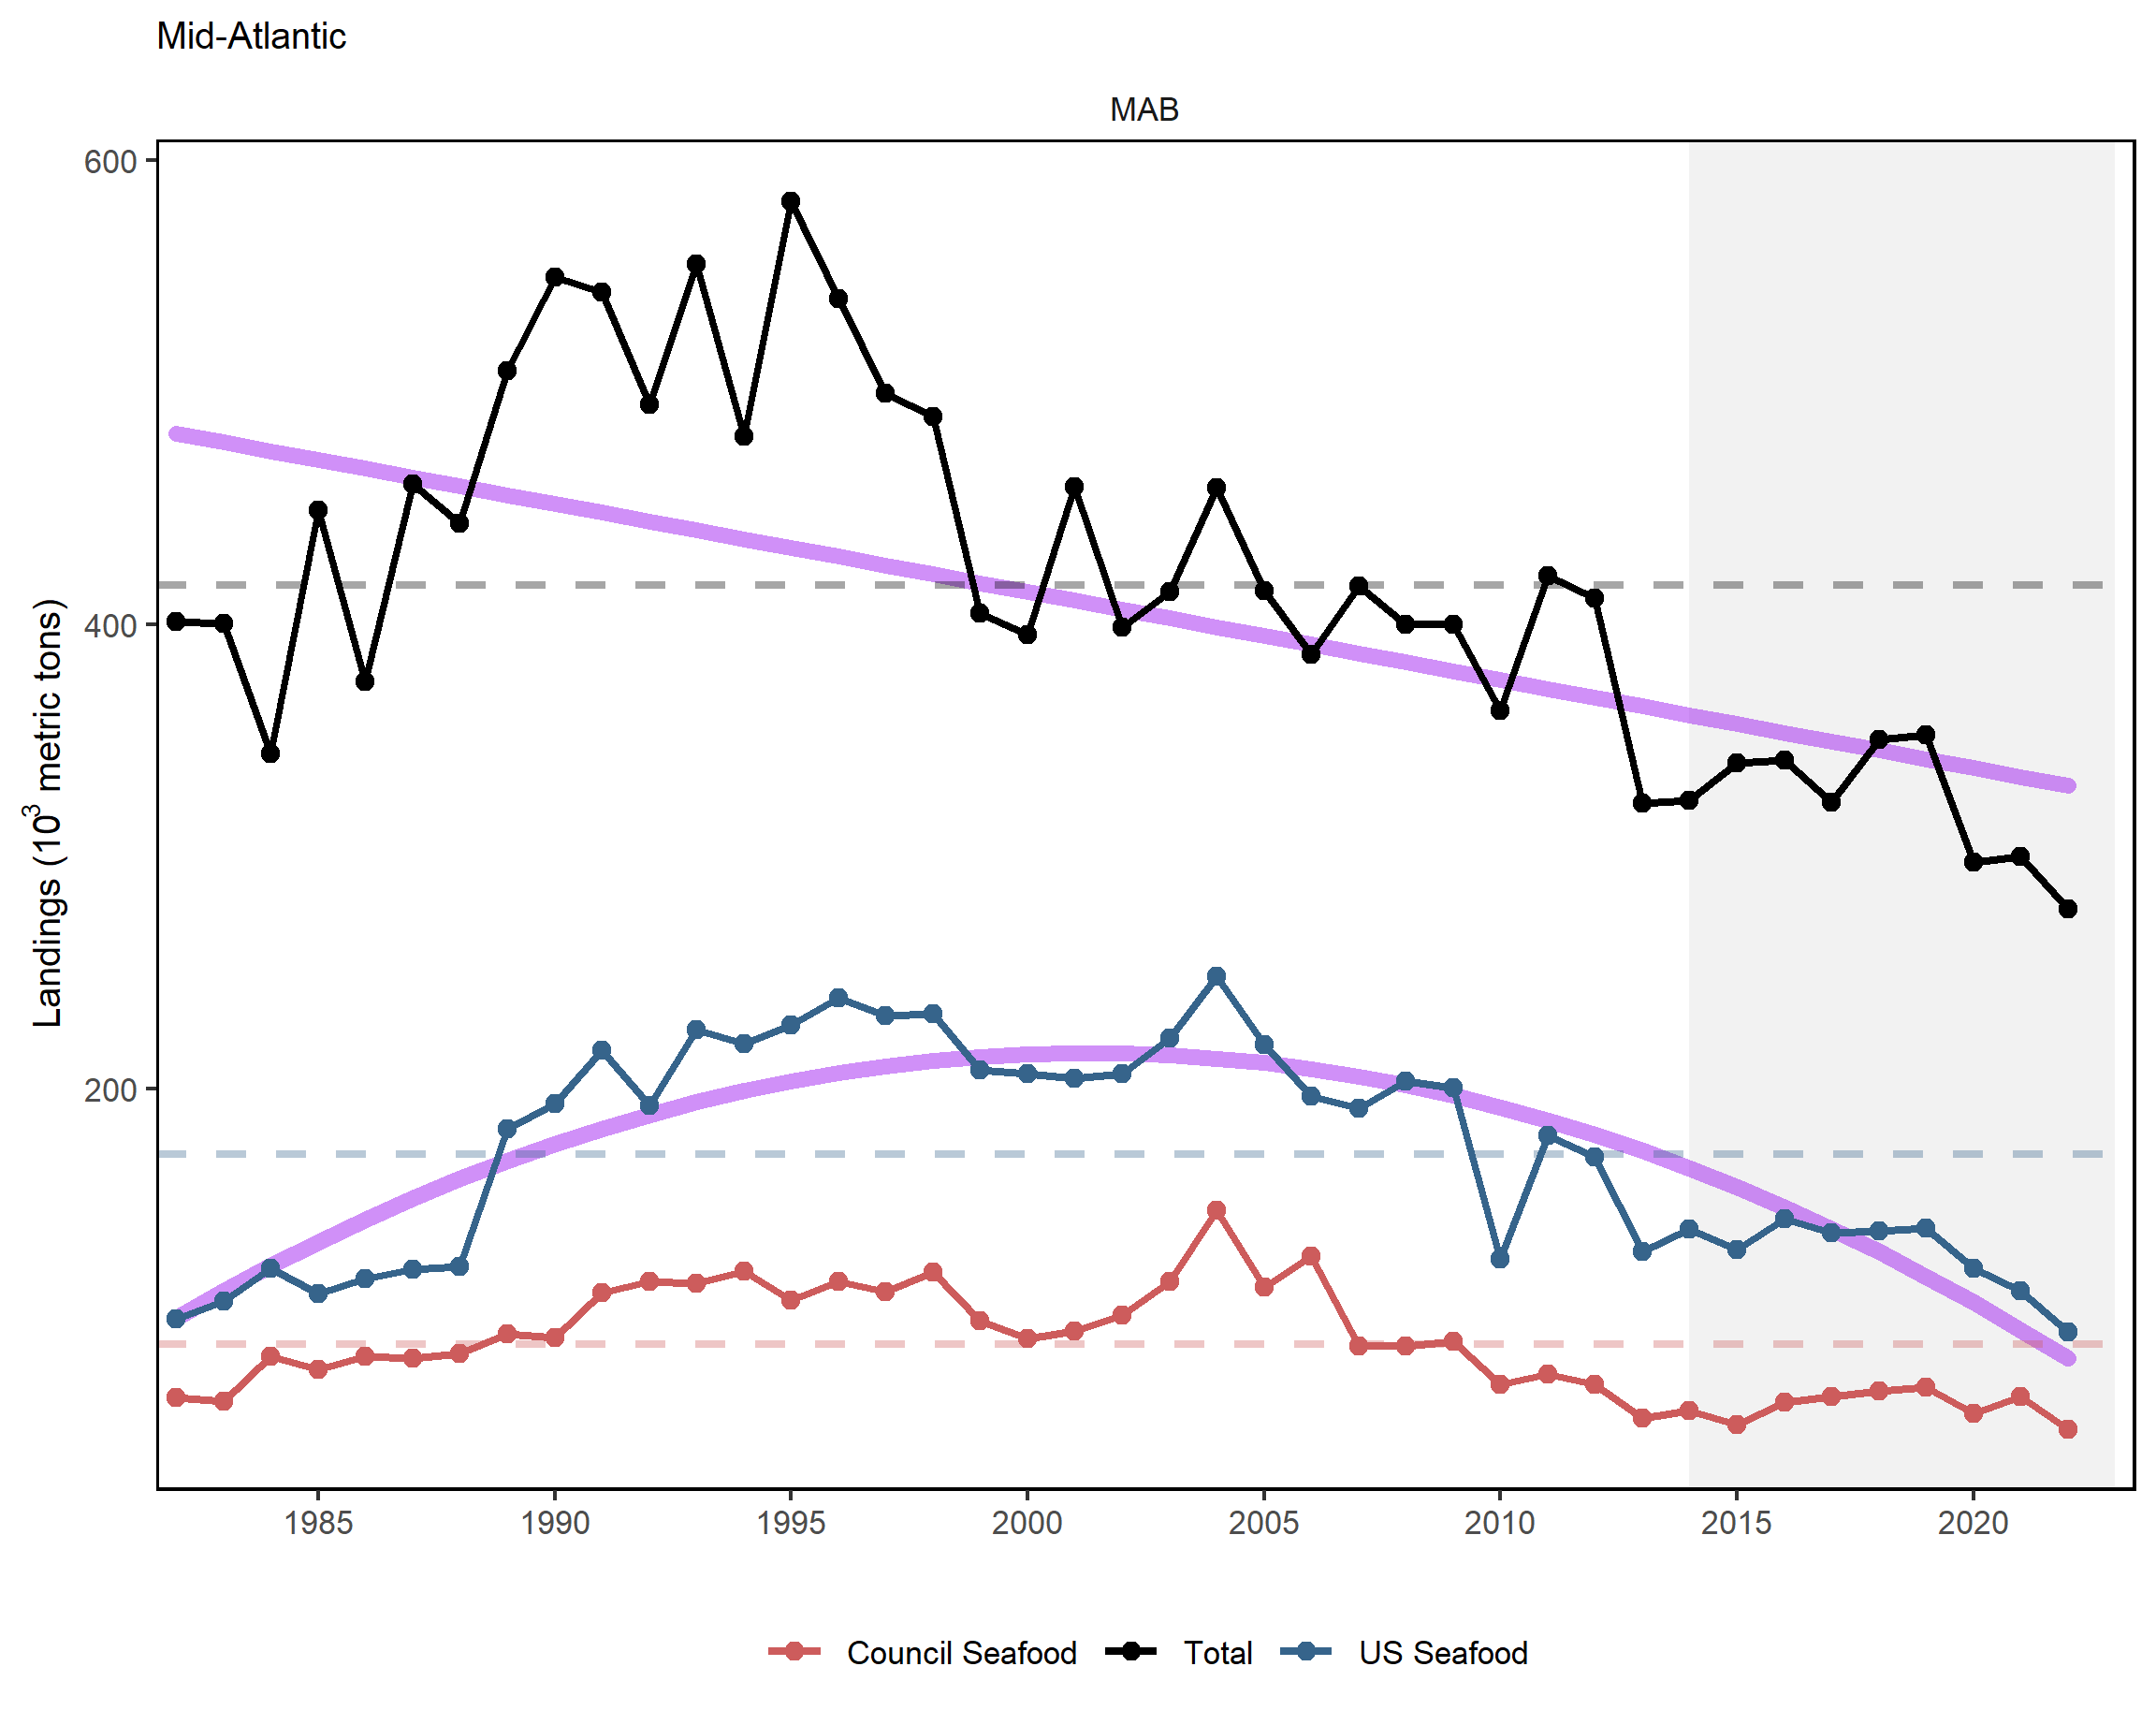 Mid-Atlantic
MAB
Landings (10³ metric tons)
600
400
200
1985 1990 1995 2000 2005 2010 2015 2020
Council Seafood Total US Seafood